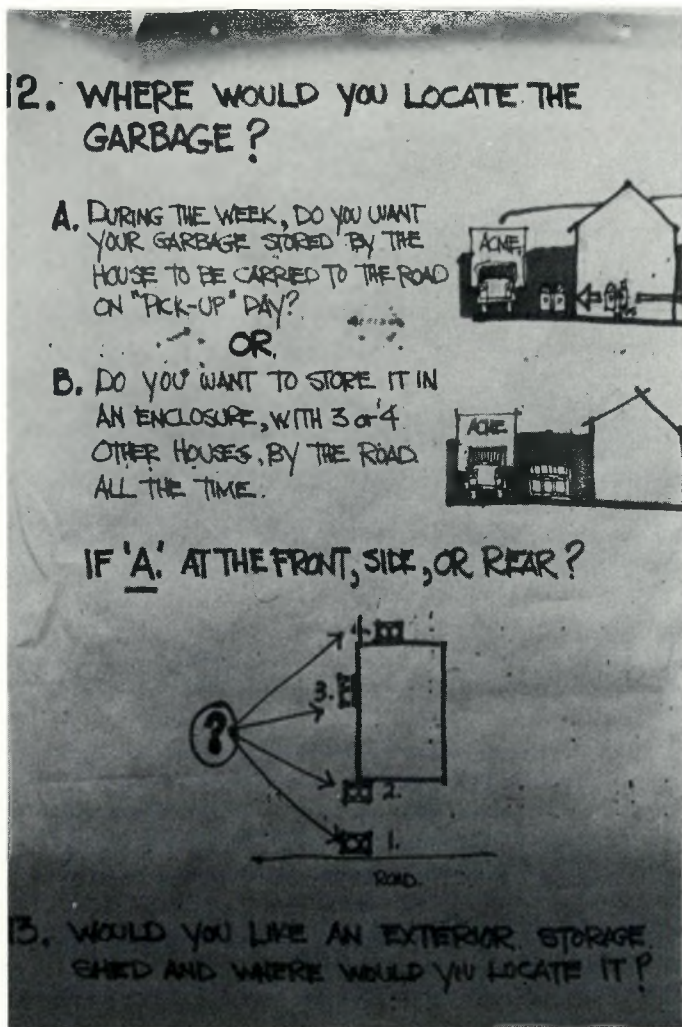 12. WHERE WOULD YOU LOCATE THE
GARBAGE?
A. DURING THE WEEK, DO YOU WANT
YOUR GARBAGE STORED BY THE
HOUSE TO BE CARRIED TO THE ROAD
ON "PICK-UP" DAY?
ACME
OR
B. DO YOU WANT TO STORE IT IN
AN ENCLOSURE, WITH 3 or 4
OTHER HOUSES, BY THE ROAD
ALL THE TIME.
ACME
IF 'A'. AT THE FRONT, SIDE, OR REAR?
3.
?
2.
1.
ROAD.
13. WOULD YOU LIKE AN EXTERIOR STORAGE
SHED AND WHERE WOULD YOU LOCATE IT?